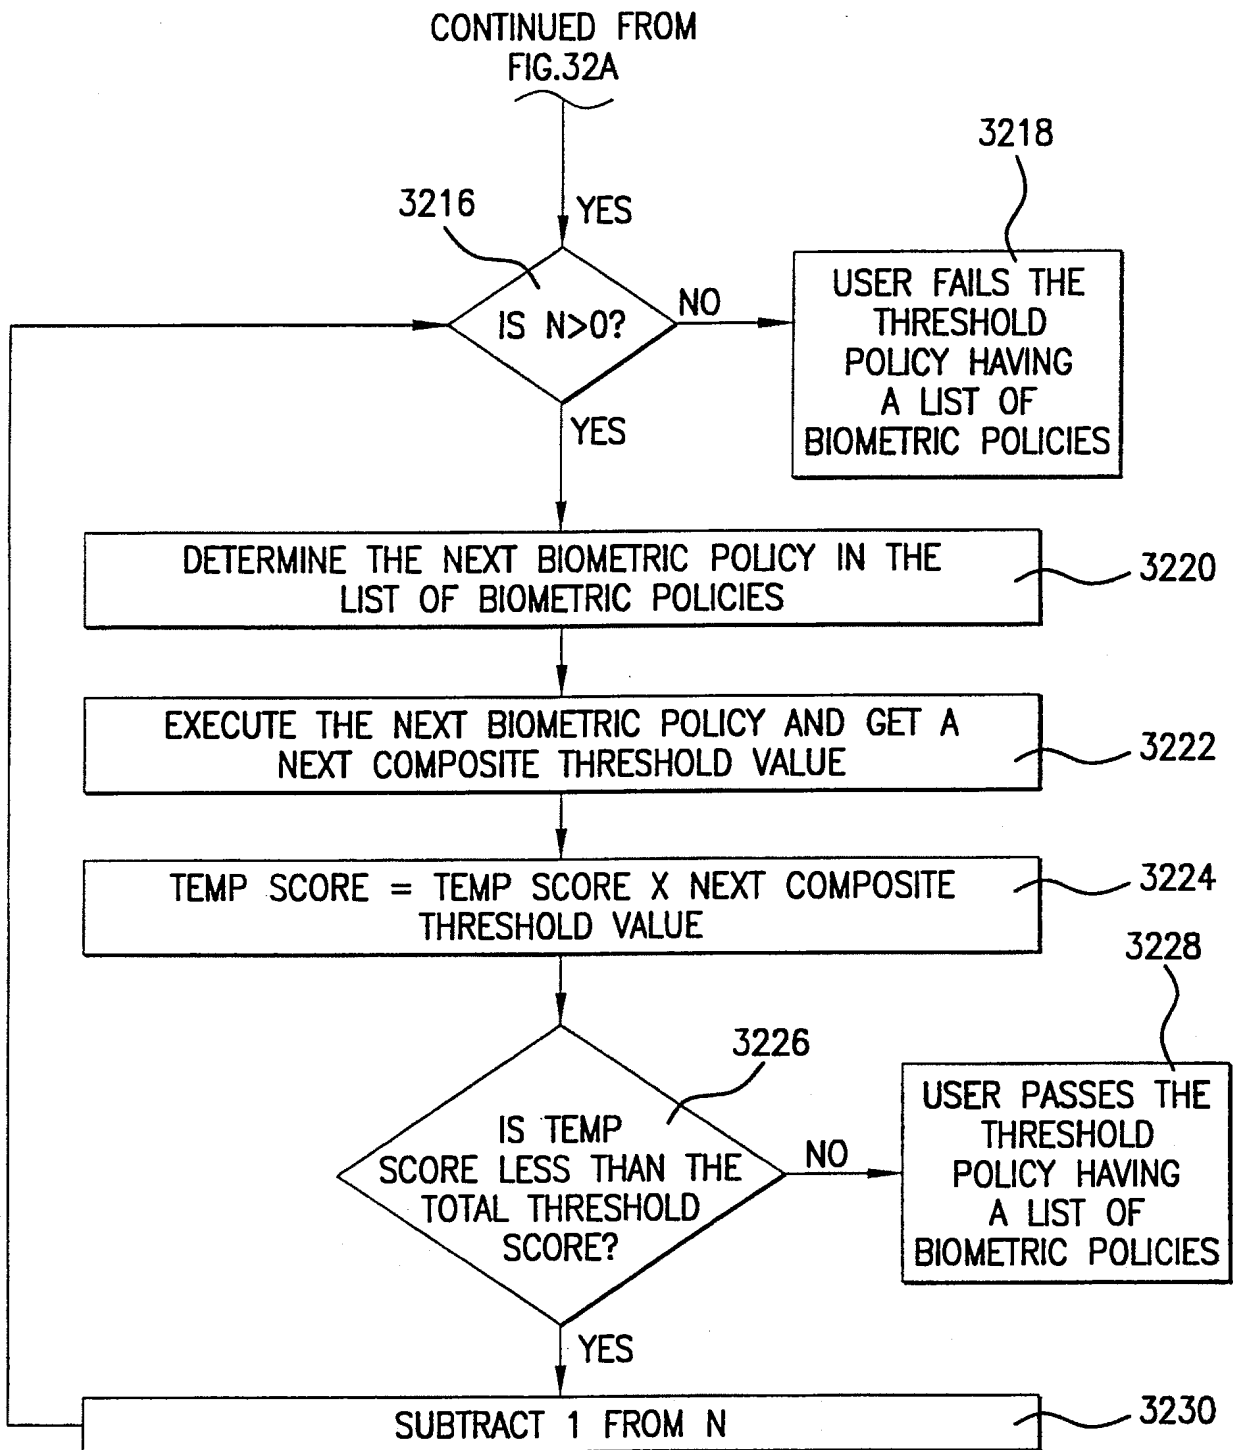 CONTINUED FROM
FIG.32A
3218
3216
YES
IS N>0?
NO
USER FAILS THE
THRESHOLD
POLICY HAVING
A LIST OF
BIOMETRIC POLICIES
YES
DETERMINE THE NEXT BIOMETRIC POLICY IN THE
LIST OF BIOMETRIC POLICIES
3220
EXECUTE THE NEXT BIOMETRIC POLICY AND GET A
NEXT COMPOSITE THRESHOLD VALUE
3222
TEMP SCORE = TEMP SCORE X NEXT COMPOSITE
THRESHOLD VALUE
3224
3228
3226
IS TEMP
SCORE LESS THAN THE
TOTAL THRESHOLD
SCORE?
NO
USER PASSES THE
THRESHOLD
POLICY HAVING
A LIST OF
BIOMETRIC POLICIES
YES
SUBTRACT 1 FROM N
3230